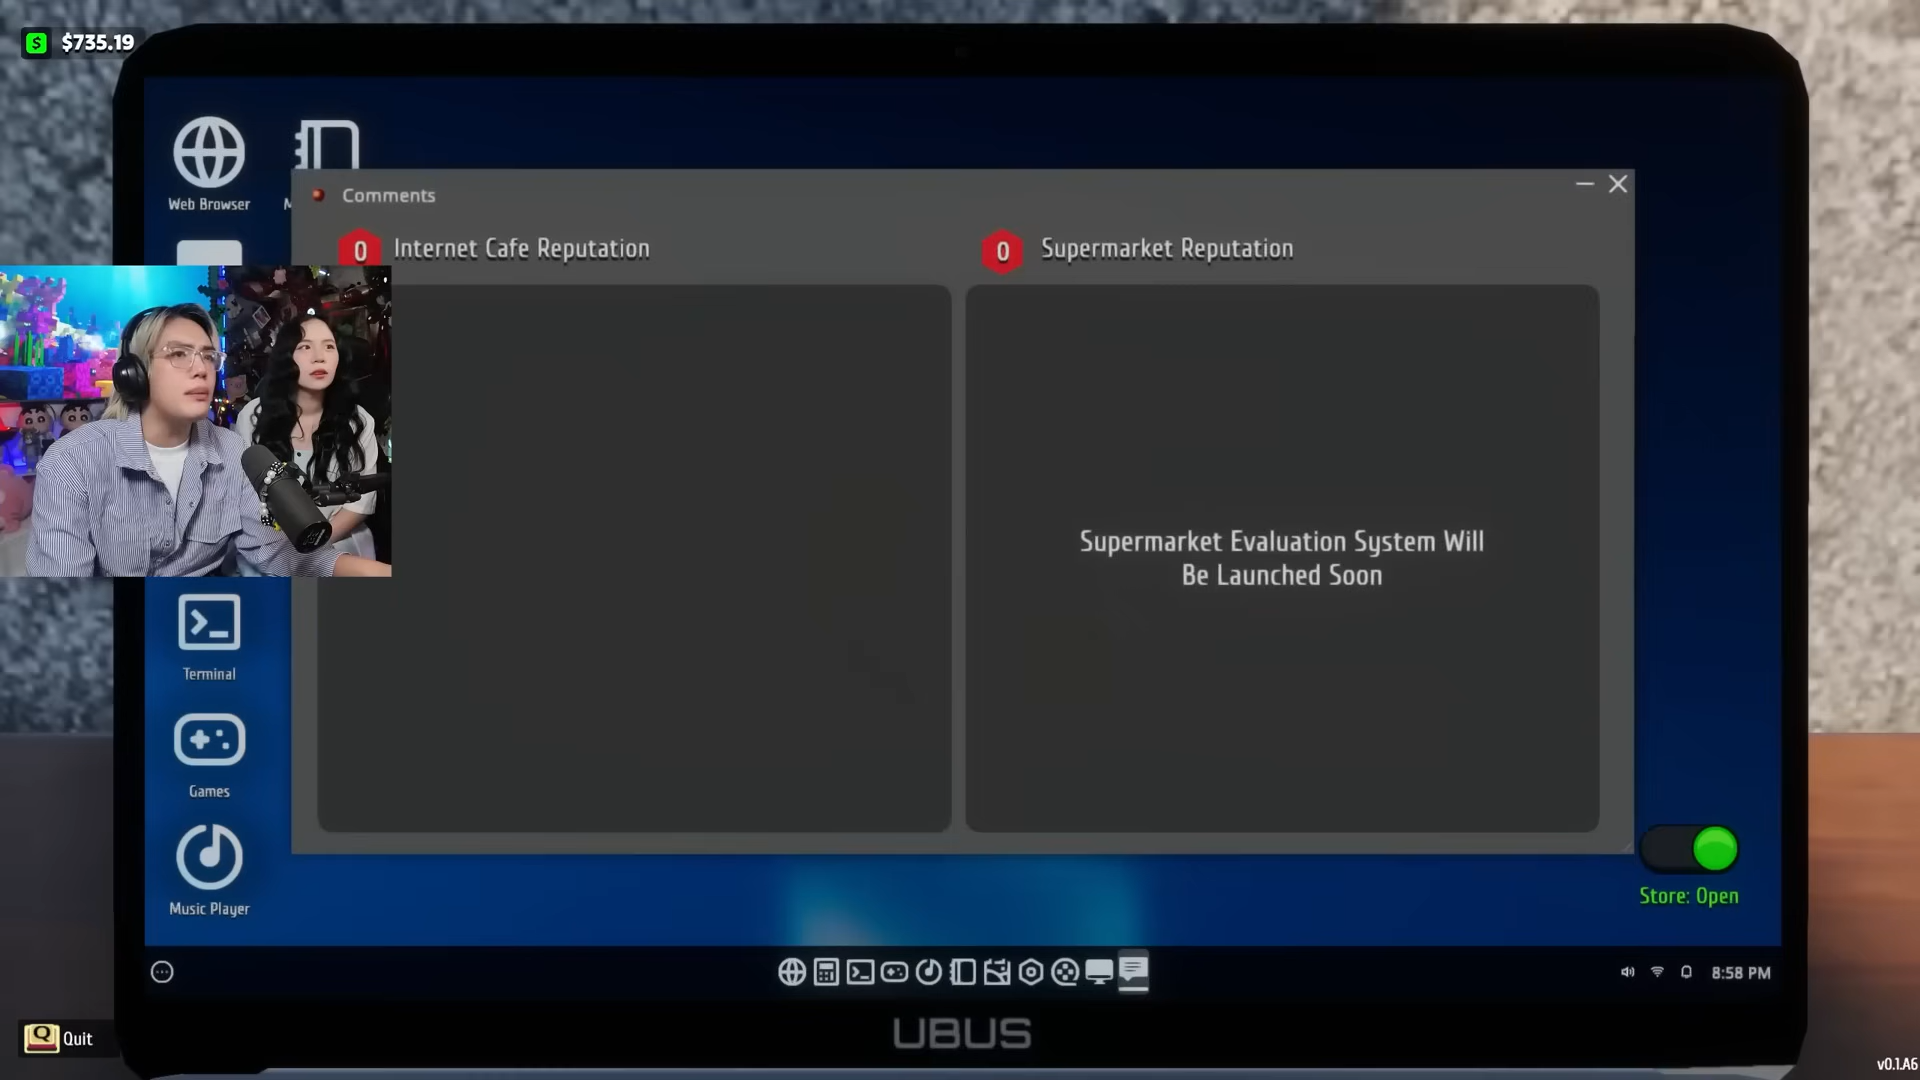 $ $735.19
Web Browser
M
Comments
0 Internet Cafe Reputation
0 Supermarket Reputation
Supermarket Evaluation System Will
Be Launched Soon
Terminal
Games
Music Player
Store: Open
8:58 PM
UBUS
Q Quit
v0.1.A6